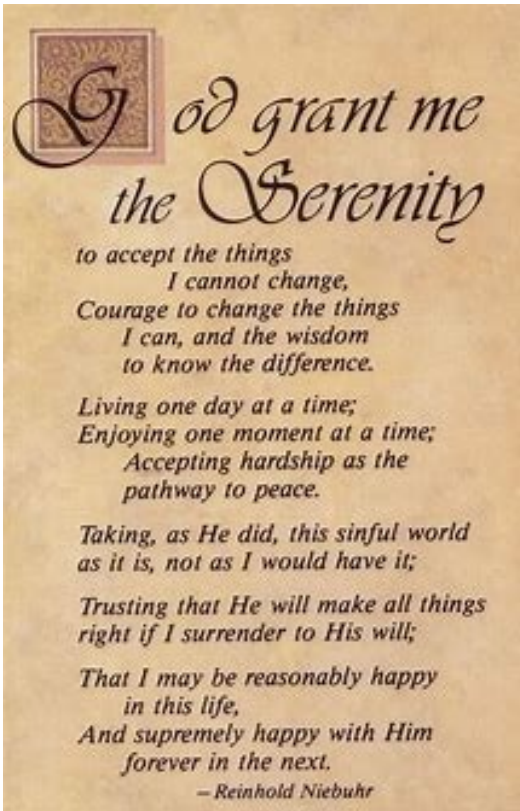 God grant me
the Serenity
to accept the things
I cannot change,
Courage to change the things
I can, and the wisdom
to know the difference.
Living one day at a time;
Enjoying one moment at a time;
Accepting hardship as the
pathway to peace.
Taking, as He did, this sinful world
as it is, not as I would have it;
Trusting that He will make all things
right if I surrender to His will;
That I may be reasonably happy
in this life,
And supremely happy with Him
forever in the next.
– Reinhold Niebuhr